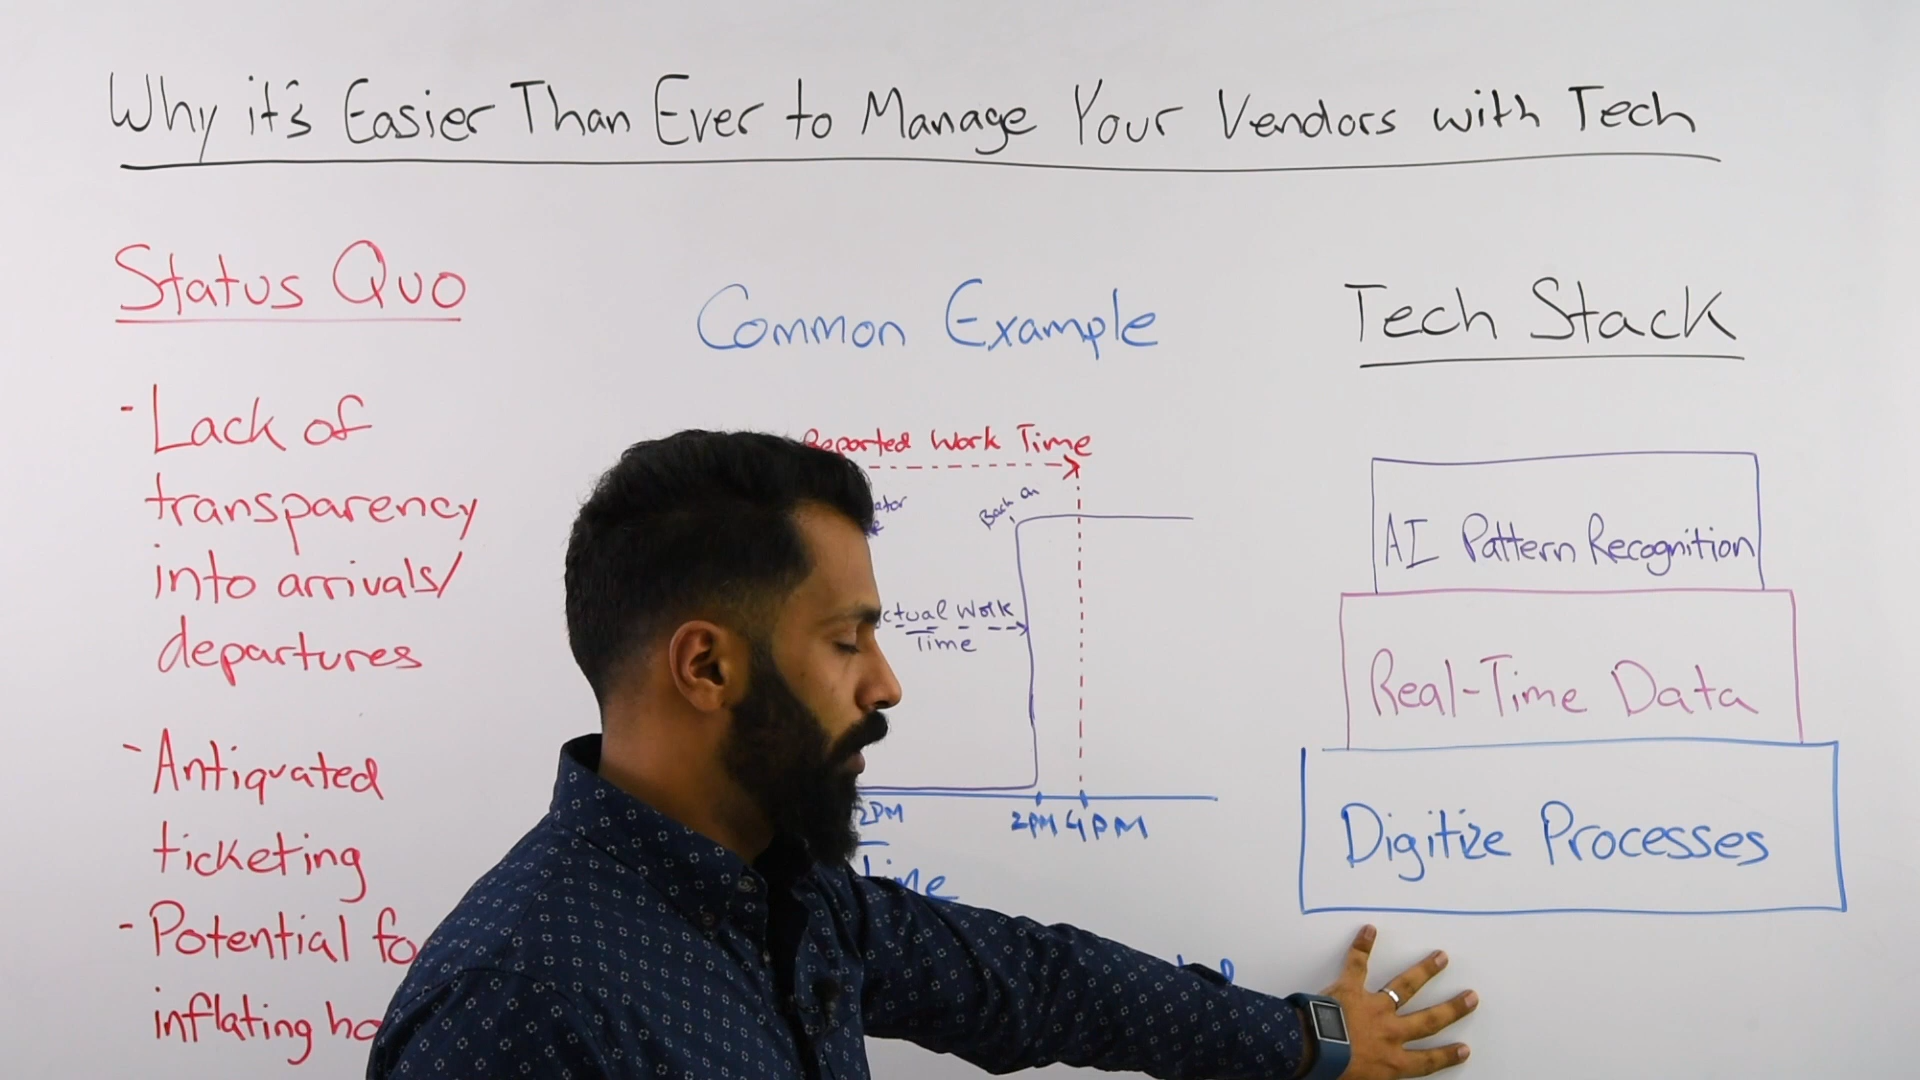 Why it's Easier Than Ever to Manage Your Vendors with Tech
Status Quo
- Lack of
transparency
into arrivals/
departures
- Antiquated
ticketing
- Potential fo
inflating ho
Common Example
Reported Work Time
Back on
ctual Work
Time
2PM
2PM 4PM
Time
Tech Stack
AI Pattern Recognition
Real-Time Data
Digitize Processes